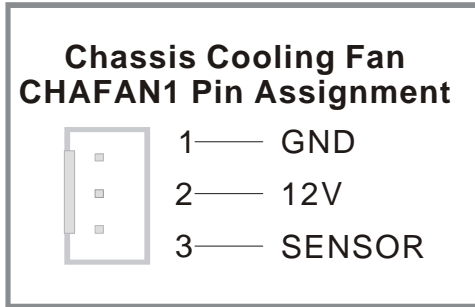 Chassis Cooling Fan
CHAFAN1 Pin Assignment
1 GND
2 12V
3 SENSOR